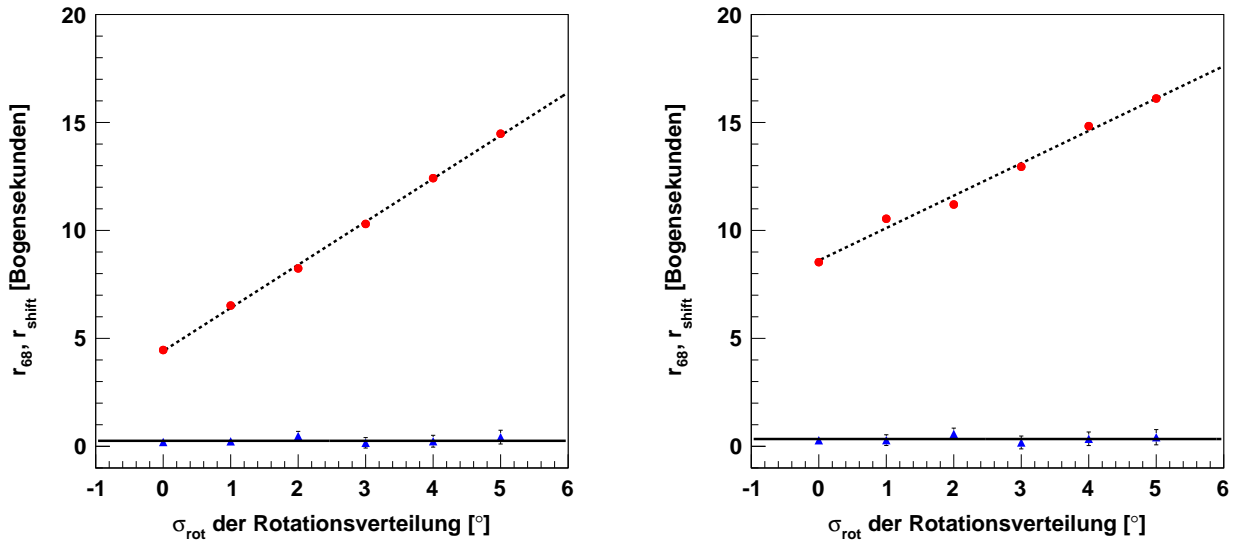 20
15
10
5
0
-1 0 1 2 3 4 5 6
r68, rshift [Bogensekunden]
σrot der Rotationsverteilung [°]
20
15
10
5
0
-1 0 1 2 3 4 5 6
r68, rshift [Bogensekunden]
σrot der Rotationsverteilung [°]